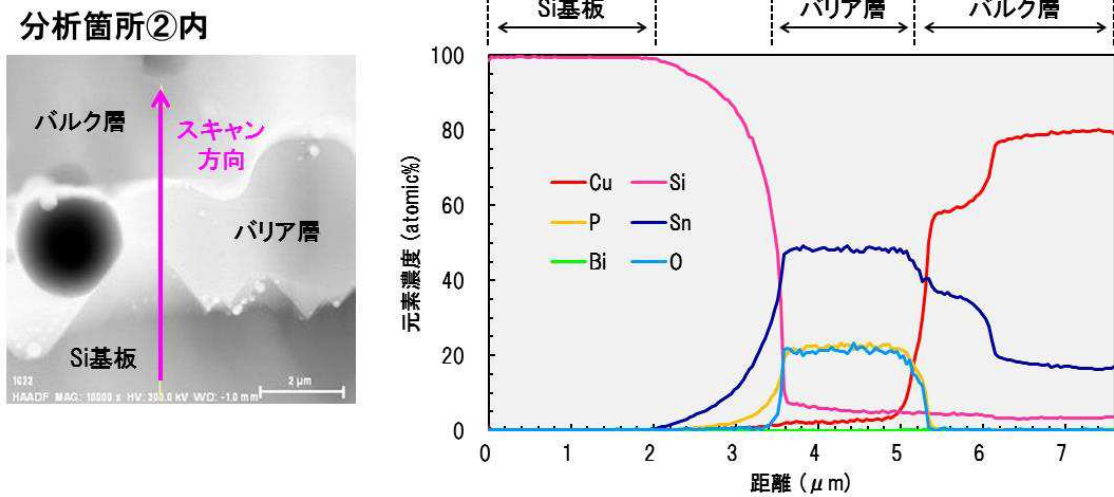 分析箇所②内
バルク層
スキャン
方向
バリア層
Si基板
1022
HAADF MAG: 10000 x HV: 200.0 kV WD: -1.0 mm
2 μm
Si基板
バリア層
バルク層
元素濃度 (atomic%)
100
80
60
40
20
0
Cu
Si
P
Sn
Bi
O
0 1 2 3 4 5 6 7
距離 (μm)